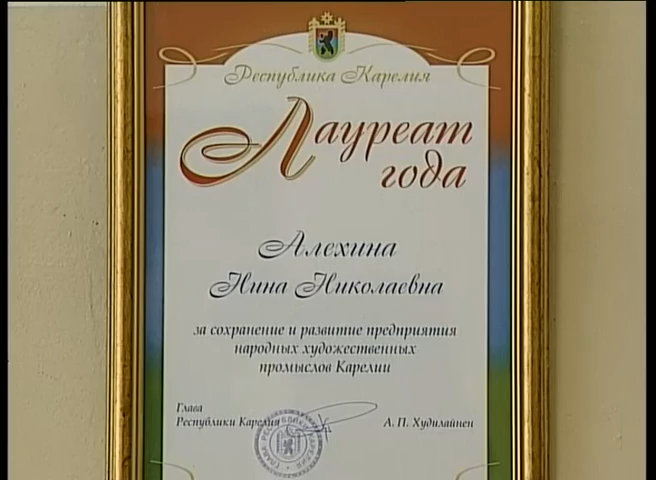 Республика Карелия
Лауреат
года
Алехина
Нина Николаевна
за сохранение и развитие предприятия
народных художественных
промыслов Карелии
Глава
Республики Карелия
А. П. Худилайнен